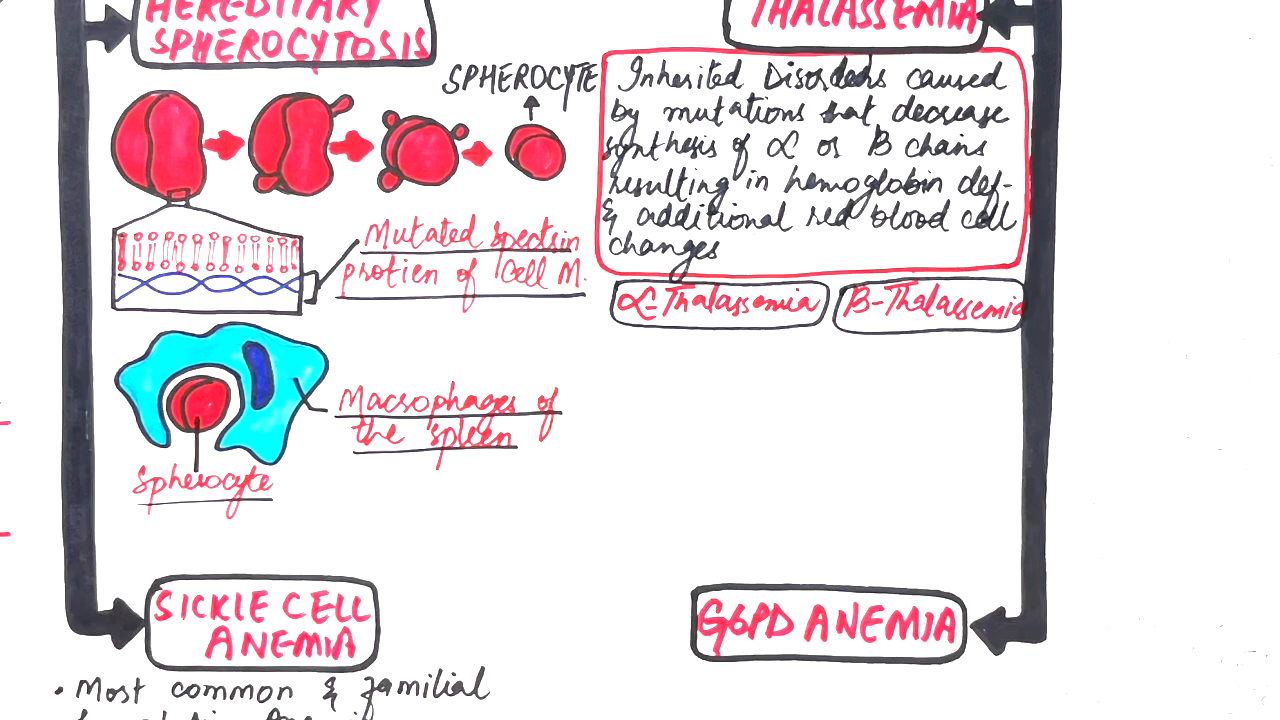 HEREDITARY
SPHEROCYTOSIS
SPHEROCYTE
Mutated Spectrin
protien of Cell M.
Macrophages of
the spleen
Spherocyte
THALASSEMIA
Inherited Disorders caused
by mutations that decrease
synthesis of α or B chains
resulting in hemoglobin def-
& additional red blood cell
changes
α-Thalassemia
B-Thalassemia
SICKLE CELL
ANEMIA
• Most common & familial
G6PD ANEMIA